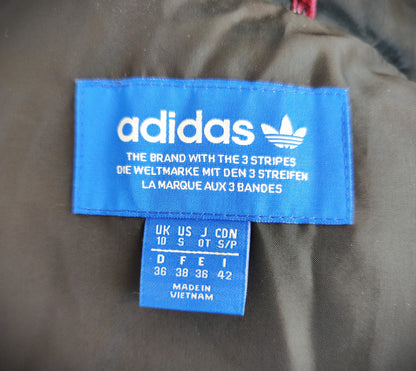 adidas
THE BRAND WITH THE 3 STRIPES
DIE WELTMARKE MIT DEN 3 STREIFEN
LA MARQUE AUX 3 BANDES
UK US J CDN
10 S OT S/P
D F E I
36 38 36 42
MADE IN
VIETNAM